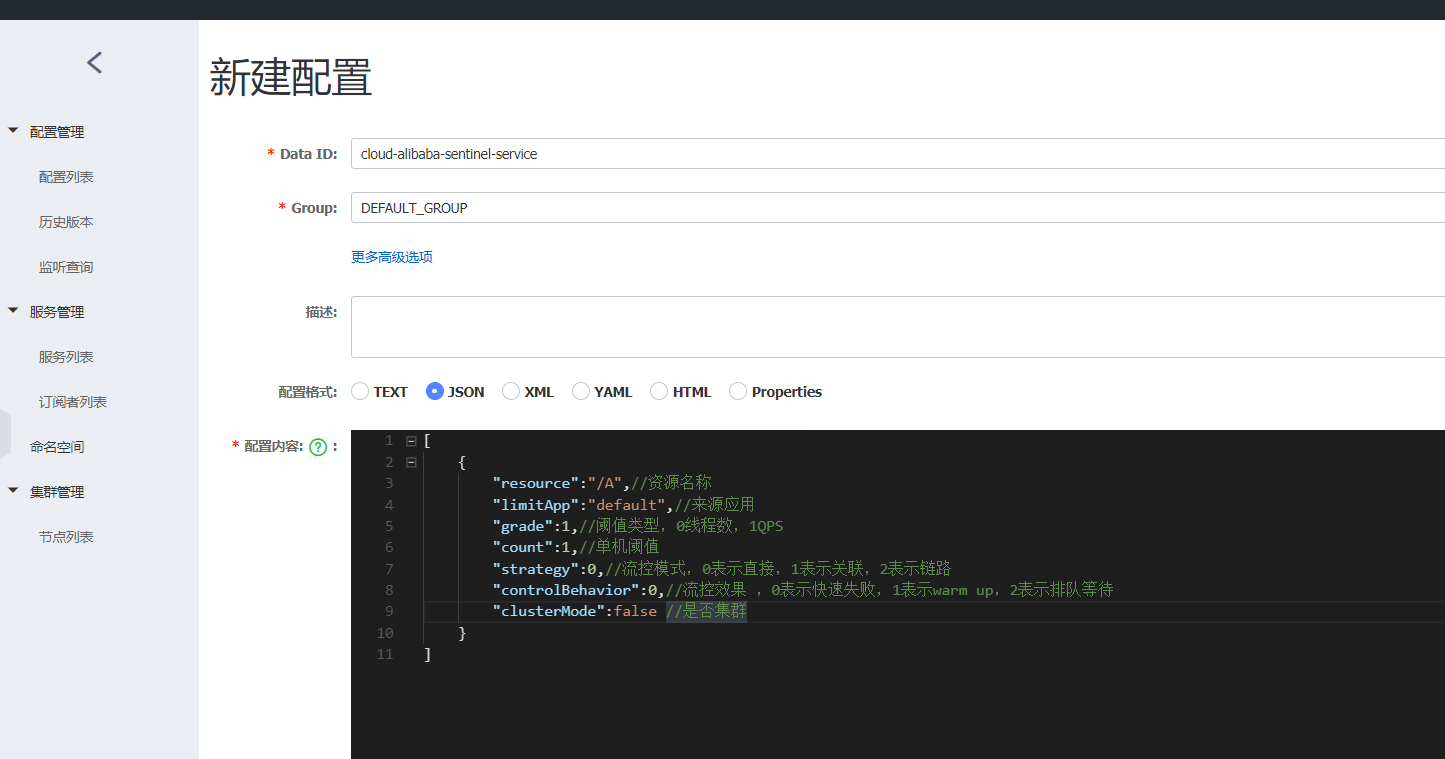 新建配置
配置管理
配置列表
历史版本
监听查询
服务管理
服务列表
订阅者列表
命名空间
集群管理
节点列表
* Data ID: cloud-alibaba-sentinel-service
* Group: DEFAULT_GROUP
更多高级选项
描述:
配置格式: TEXT JSON XML YAML HTML Properties
* 配置内容: ? :
1 [
2 {
3 "resource":"/A",//资源名称
4 "limitApp":"default",//来源应用
5 "grade":1,//阈值类型，0线程数，1QPS
6 "count":1,//单机阈值
7 "strategy":0,//流控模式，0表示直接，1表示关联，2表示链路
8 "controlBehavior":0,//流控效果 ，0表示快速失败，1表示warm up，2表示排队等待
9 "clusterMode":false //是否集群
10 }
11 ]